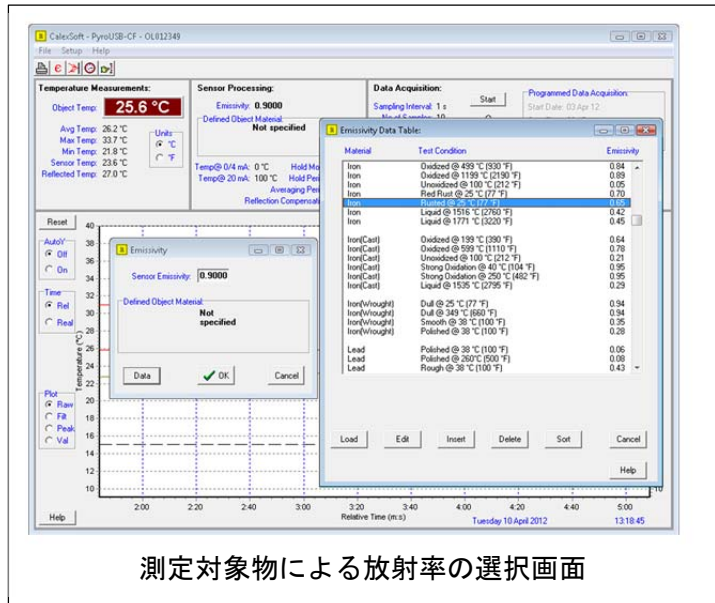 CalexSoft - PyroUSB-CF - OL012349
File Setup Help
Temperature Measurements:
Object Temp: 25.6 °C
Avg Temp: 26.2 °C
Max Temp: 33.7 °C
Min Temp: 21.8 °C
Sensor Temp: 23.6 °C
Reflected Temp: 27.0 °C
Units
°C
°F
Sensor Processing:
Emissivity: 0.9000
Defined Object Material:
Not specified
Temp@ 0/4 mA: 0 °C
Temp@ 20 mA: 100 °C
Data Acquisition:
Sampling Interval: 1 s
Start
Programmed Data Acquisition:
Start Date: 03 Apr 12
Emissivity Data Table:
Material Test Condition Emissivity
Iron Oxidized @ 499 °C (930 °F) 0.84
Iron Oxidized @ 1199 °C (2190 °F) 0.89
Iron Unoxidized @ 100 °C (212 °F) 0.05
Iron Red Rust @ 25 °C (77 °F) 0.70
Iron Rusted @ 25 °C (77 °F) 0.65
Iron Liquid @ 1516 °C (2760 °F) 0.42
Iron Liquid @ 1771 °C (3220 °F) 0.45
Iron(Cast) Oxidized @ 199 °C (390 °F) 0.64
Iron(Cast) Oxidized @ 599 °C (1110 °F) 0.78
Iron(Cast) Unoxidized @ 100 °C (212 °F) 0.21
Iron(Cast) Strong Oxidation @ 40 °C (104 °F) 0.95
Iron(Cast) Strong Oxidation @ 250 °C (482 °F) 0.95
Iron(Cast) Liquid @ 1535 °C (2795 °F) 0.29
Iron(Wrought) Dull @ 25 °C (77 °F) 0.94
Iron(Wrought) Dull @ 349 °C (660 °F) 0.94
Iron(Wrought) Smooth @ 38 °C (100 °F) 0.35
Iron(Wrought) Polished @ 38 °C (100 °F) 0.28
Lead Polished @ 38 °C (100 °F) 0.06
Lead Polished @ 260°C (500 °F) 0.08
Lead Rough @ 38 °C (100 °F) 0.43
Load Edit Insert Delete Sort Cancel
Help
Reset
AutoY
Off
On
Time
Rel
Real
Plot
Raw
Filt
Peak
Val
Help
Temperature (°C)
40
38
36
34
32
30
28
26
24
22
20
18
16
14
12
10
Emissivity
Sensor Emissivity: 0.9000
Defined Object Material:
Not
specified
Data OK Cancel
10
2:00 2:20 2:40 3:00 3:20 3:40 4:00 4:20 4:40 5:00
Relative Time (m:s)
Tuesday 10 April 2012 13:18:45
測定対象物による放射率の選択画面